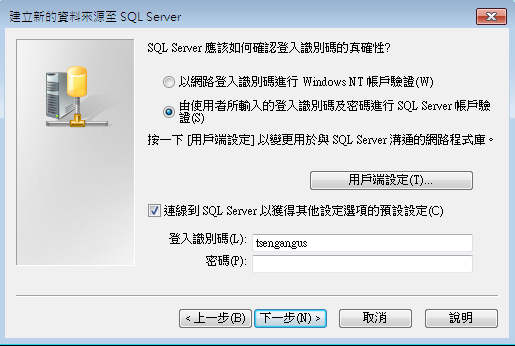 建立新的資料來源至 SQL Server
SQL Server 應該如何確認登入識別碼的真確性?
以網路登入識別碼進行 Windows NT 帳戶驗證(W)
由使用者所輸入的登入識別碼及密碼進行 SQL Server 帳戶驗
證(S)
按一下 [用戶端設定] 以變更用於與 SQL Server 溝通的網路程式庫。
用戶端設定(T)...
連線到 SQL Server 以獲得其他設定選項的預設設定(C)
登入識別碼(L): tsengangus
密碼(P):
< 上一步(B) 下一步(N) > 取消 說明